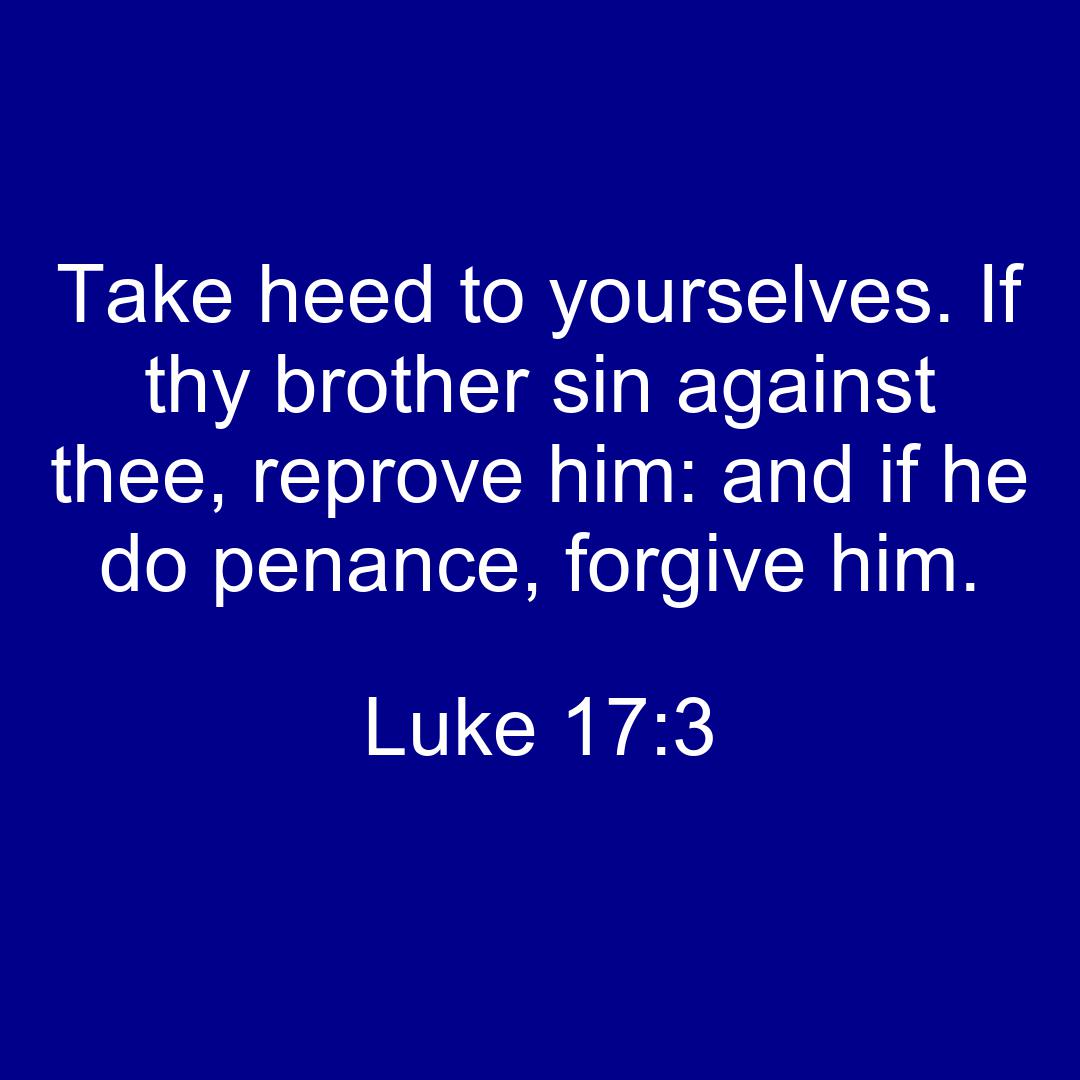 Take heed to yourselves. If
thy brother sin against
thee, reprove him: and if he
do penance, forgive him.
Luke 17:3